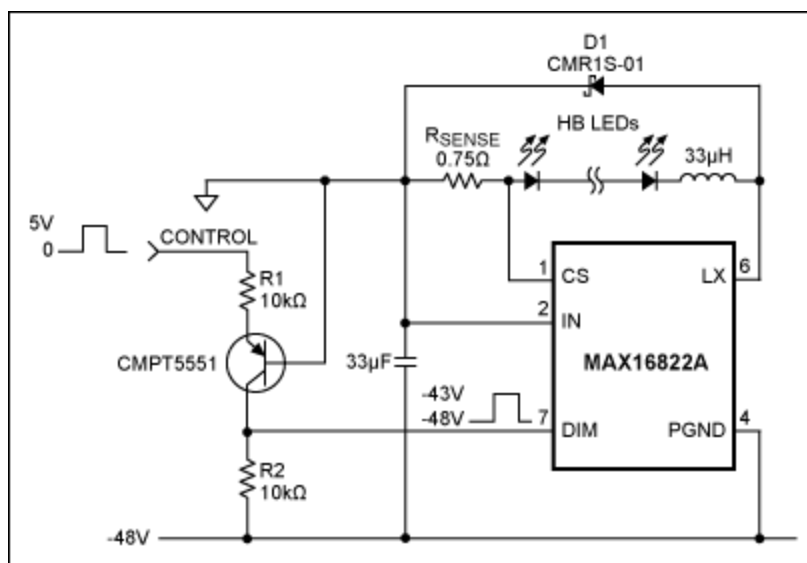 D1
CMR1S-01
HB LEDs
RSENSE
0.75Ω
33µH
5V
0
CONTROL
R1
10kΩ
1
CS
LX
6
2
IN
CMPT5551
33µF
MAX16822A
-43V
-48V
7
DIM
PGND
4
R2
10kΩ
-48V